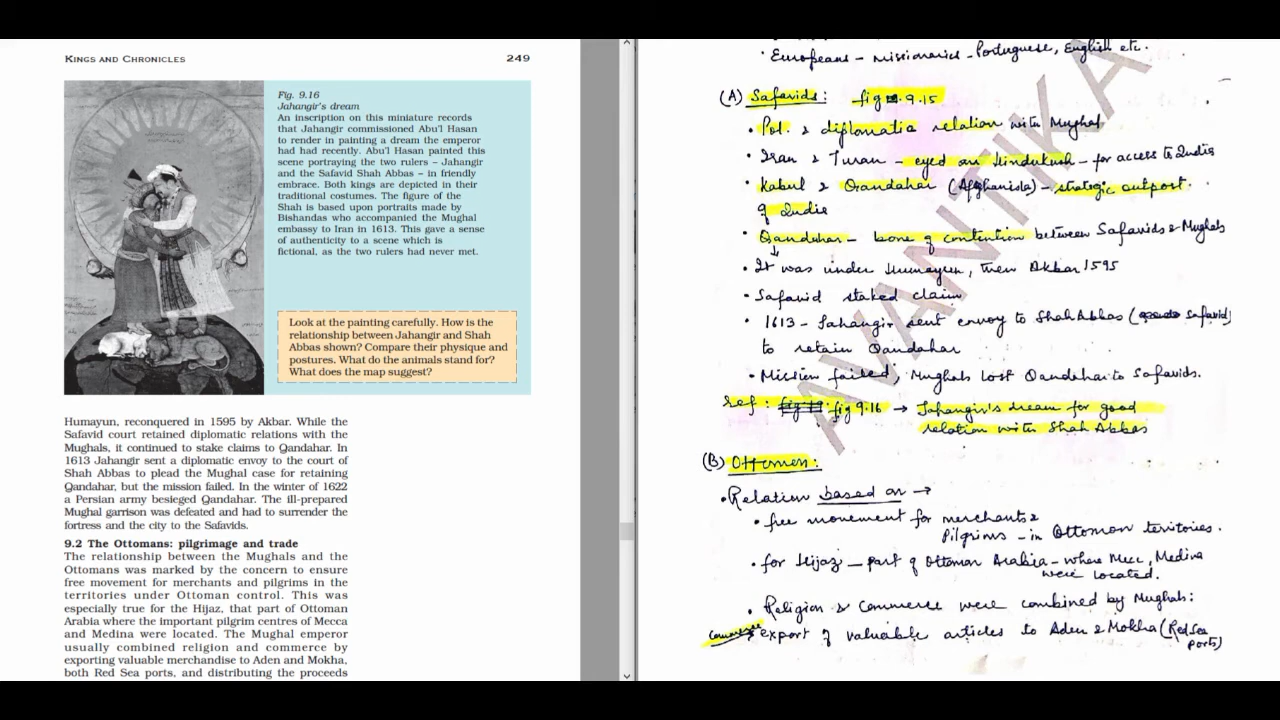 KINGS AND CHRONICLES
249
Fig. 9.16
Jahangir's dream
An inscription on this miniature records
that Jahangir commissioned Abu'l Hasan
to render in painting a dream the emperor
had had recently. Abu'l Hasan painted this
scene portraying the two rulers – Jahangir
and the Safavid Shah Abbas – in friendly
embrace. Both kings are depicted in their
traditional costumes. The figure of the
Shah is based upon portraits made by
Bishandas who accompanied the Mughal
embassy to Iran in 1613. This gave a sense
of authenticity to a scene which is
fictional, as the two rulers had never met.
Look at the painting carefully. How is the
relationship between Jahangir and Shah
Abbas shown? Compare their physique and
postures. What do the animals stand for?
What does the map suggest?
Humayun, reconquered in 1595 by Akbar. While the
Safavid court retained diplomatic relations with the
Mughals, it continued to stake claims to Qandahar. In
1613 Jahangir sent a diplomatic envoy to the court of
Shah Abbas to plead the Mughal case for retaining
Qandahar, but the mission failed. In the winter of 1622
a Persian army besieged Qandahar. The ill-prepared
Mughal garrison was defeated and had to surrender the
fortress and the city to the Safavids.
9.2 The Ottomans: pilgrimage and trade
The relationship between the Mughals and the
Ottomans was marked by the concern to ensure
free movement for merchants and pilgrims in the
territories under Ottoman control. This was
especially true for the Hijaz, that part of Ottoman
Arabia where the important pilgrim centres of Mecca
and Medina were located. The Mughal emperor
usually combined religion and commerce by
exporting valuable merchandise to Aden and Mokha,
both Red Sea ports, and distributing the proceeds
• Europeans – missionaries – Portuguese, English etc.
(A) Safavids: fig 9.15
• Pol. & diplomatic relation with Mughal
• Iran & Turan – eyed on Hindukush – for access to India
• Kabul & Qandahar (Afghanista) – strategic outpost
of India
• Qandahar – bone of contention between Safavids & Mughals
• It was under Humayun, then Akbar 1595
• Safavid staked claim
• 1613 – Jahangir sent envoy to Shah Abbas (Safavid)
to retain Qandahar
• Mission failed, Mughals lost Qandahar to Safavids.
Ref: fig 9.16 → Jahangir's dream for good
relation with Shah Abbas
(B) Ottoman:
• Relation based on →
• free movement for merchants &
pilgrims – in Ottoman territories.
• for Hijaz – part of Ottoman Arabia – where Mecc, Medina
were located.
• Religion & Commerce were combined by Mughals:
commerce → export of valuable articles to Aden & Mokha (Red Sea
ports)
AVANTIKA